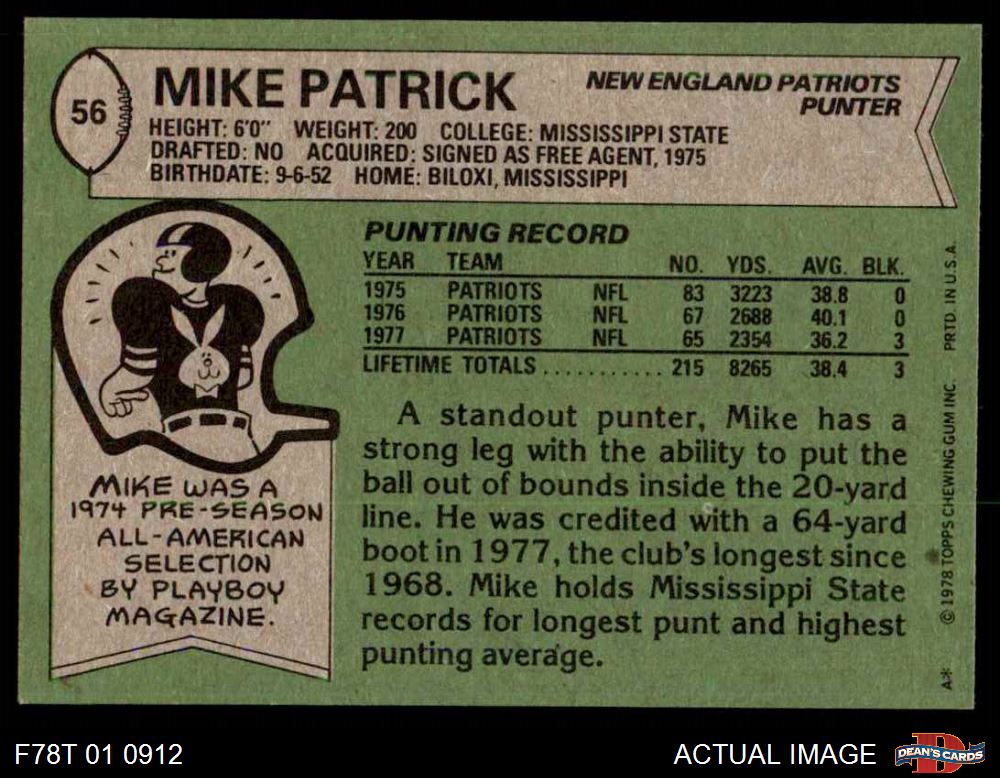 56
MIKE PATRICK
NEW ENGLAND PATRIOTS
PUNTER
HEIGHT: 6'0" WEIGHT: 200 COLLEGE: MISSISSIPPI STATE
DRAFTED: NO ACQUIRED: SIGNED AS FREE AGENT, 1975
BIRTHDATE: 9-6-52 HOME: BILOXI, MISSISSIPPI
PUNTING RECORD
YEAR TEAM NO. YDS. AVG. BLK.
1975 PATRIOTS NFL 83 3223 38.8 0
1976 PATRIOTS NFL 67 2688 40.1 0
1977 PATRIOTS NFL 65 2354 36.2 3
LIFETIME TOTALS ........... 215 8265 38.4 3
A standout punter, Mike has a
strong leg with the ability to put the
ball out of bounds inside the 20-yard
line. He was credited with a 64-yard
boot in 1977, the club's longest since
1968. Mike holds Mississippi State
records for longest punt and highest
punting average.
MIKE WAS A
1974 PRE-SEASON
ALL-AMERICAN
SELECTION
BY PLAYBOY
MAGAZINE.
A* © 1978 TOPPS CHEWING GUM INC. PRTD. IN U.S.A.
F78T 01 0912
ACTUAL IMAGE
D
DEAN'S CARDS